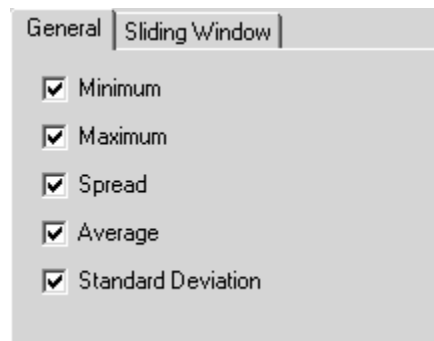 General Sliding Window
Minimum
Maximum
Spread
Average
Standard Deviation